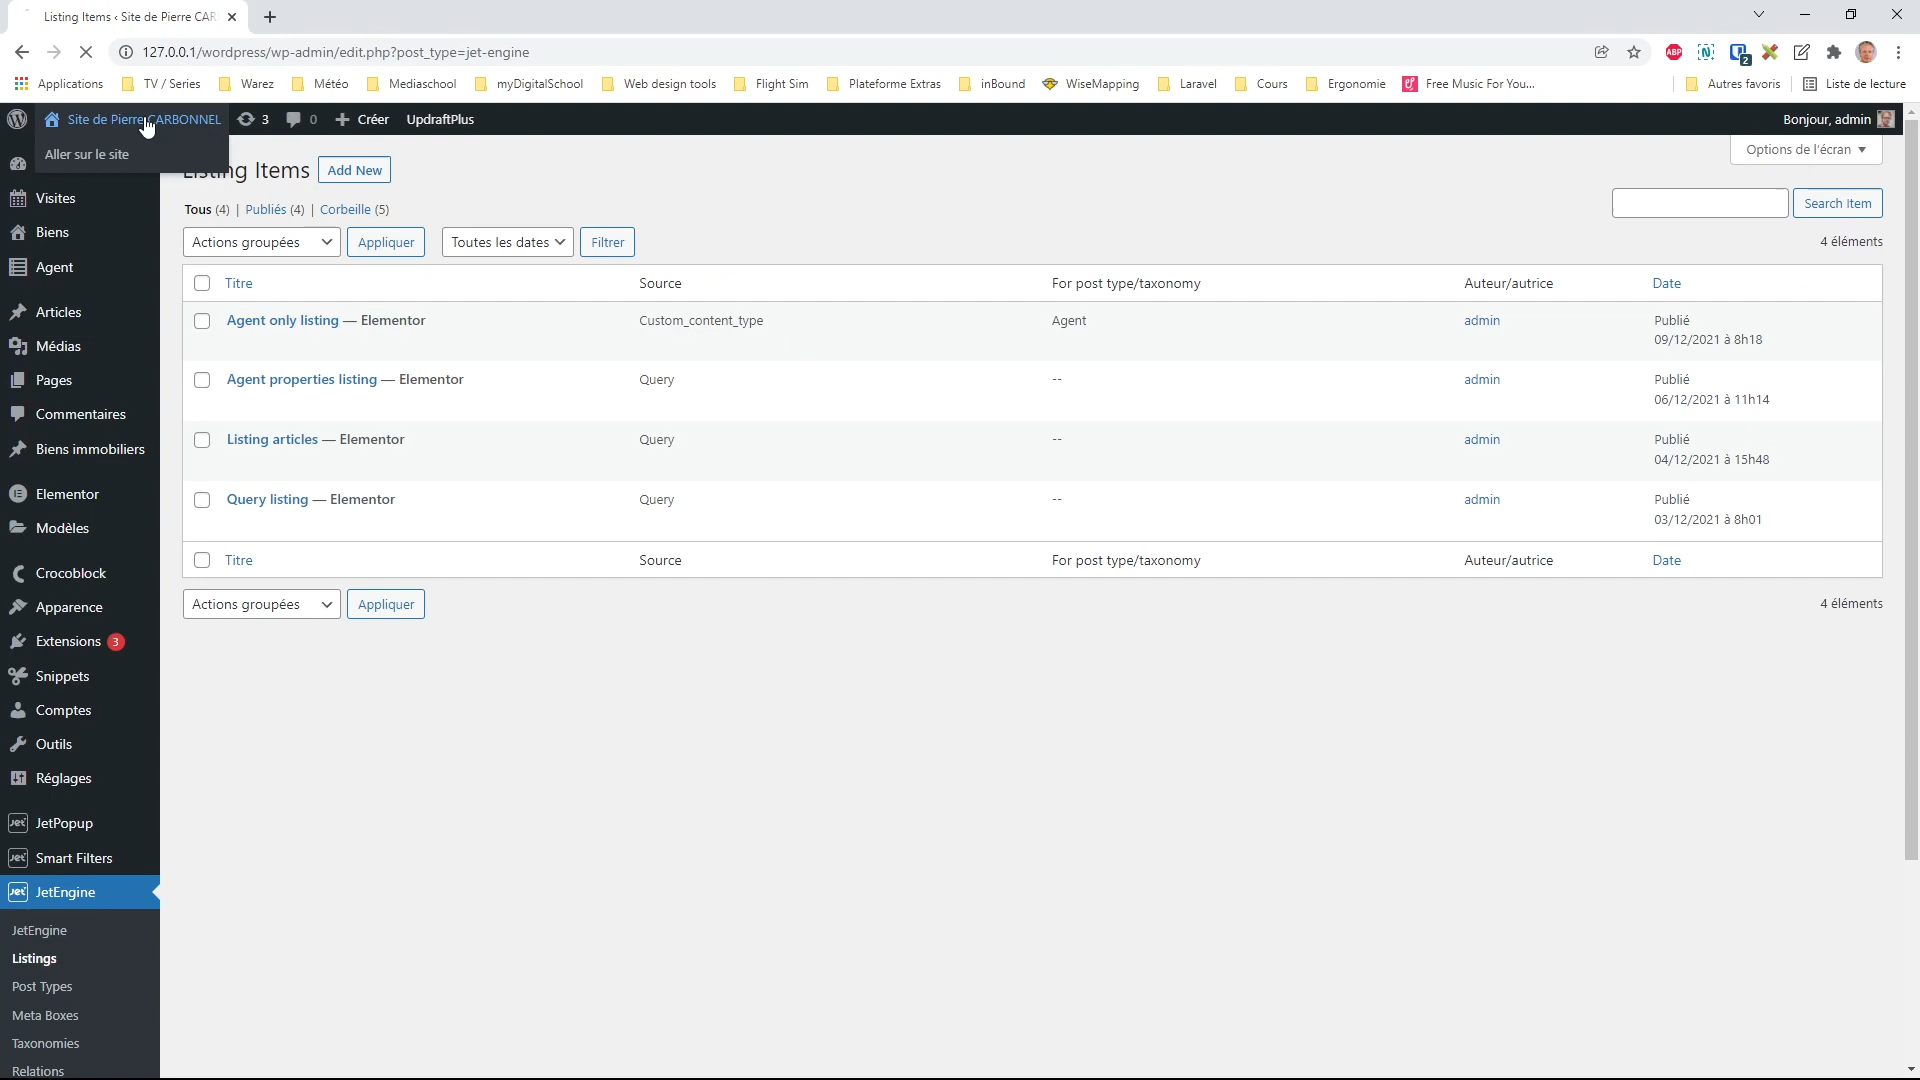 Listing Items ‹ Site de Pierre CAR
127.0.0.1/wordpress/wp-admin/edit.php?post_type=jet-engine
ABP
2
Applications
TV / Series
Warez
Météo
Mediaschool
myDigitalSchool
Web design tools
Flight Sim
Plateforme Extras
inBound
WiseMapping
Laravel
Cours
Ergonomie
Free Music For You...
Autres favoris
Liste de lecture
Site de Pierre CARBONNEL
3
0
Créer
UpdraftPlus
Bonjour, admin
Aller sur le site
Visites
Biens
Agent
Articles
Médias
Pages
Commentaires
Biens immobiliers
Elementor
Modèles
Crocoblock
Apparence
Extensions 3
Snippets
Comptes
Outils
Réglages
Jet JetPopup
Jet Smart Filters
Jet JetEngine
JetEngine
Listings
Post Types
Meta Boxes
Taxonomies
Relations
Listing Items
Add New
Options de l'écran
Tous (4) | Publiés (4) | Corbeille (5)
Search Item
Actions groupées
Appliquer
Toutes les dates
Filtrer
4 éléments
Titre
Source
For post type/taxonomy
Auteur/autrice
Date
Agent only listing — Elementor
Custom_content_type
Agent
admin
Publié
09/12/2021 à 8h18
Agent properties listing — Elementor
Query
--
admin
Publié
06/12/2021 à 11h14
Listing articles — Elementor
Query
--
admin
Publié
04/12/2021 à 15h48
Query listing — Elementor
Query
--
admin
Publié
03/12/2021 à 8h01
Titre
Source
For post type/taxonomy
Auteur/autrice
Date
Actions groupées
Appliquer
4 éléments